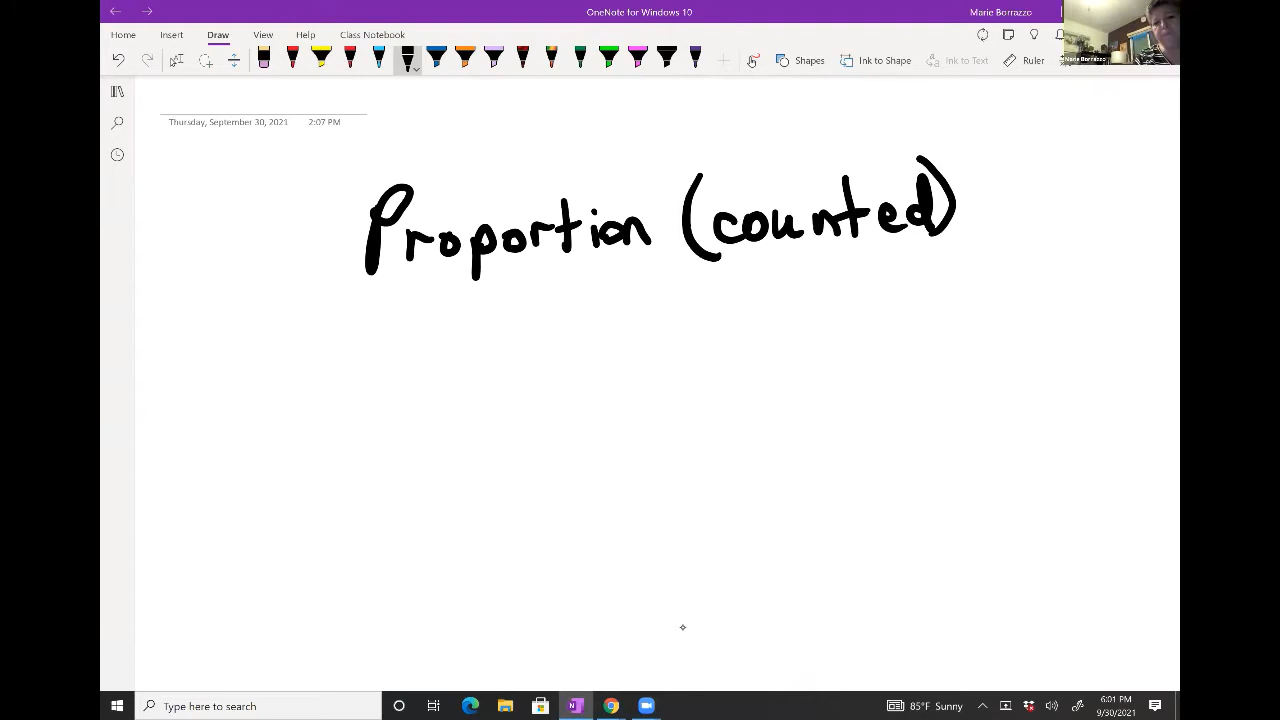 OneNote for Windows 10
Marie Borrazzo
Home Insert Draw View Help Class Notebook
Marie Borrazzo
Shapes Ink to Shape Ink to Text Ruler
Thursday, September 30, 2021 2:07 PM
Proportion (counted)
Type here to search
85°F Sunny
6:01 PM
9/30/2021